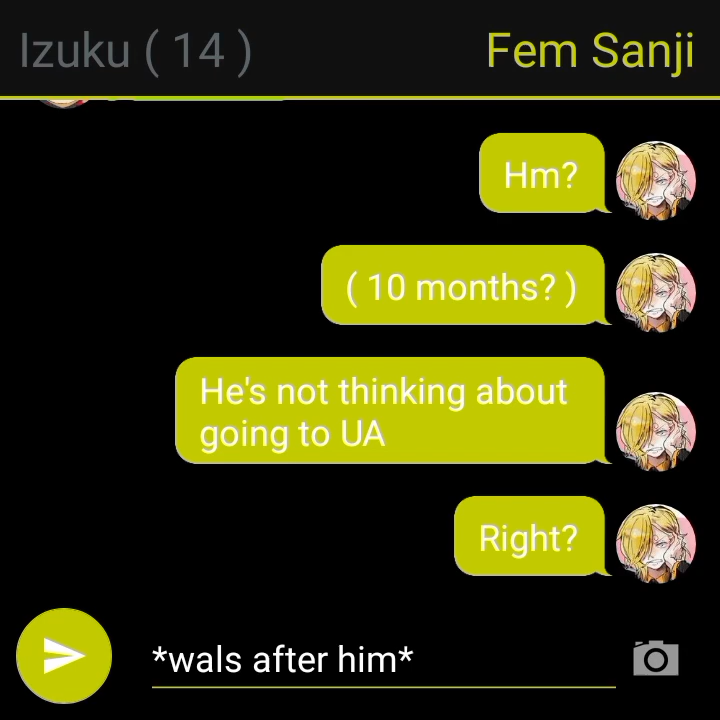 Izuku ( 14 )
Fem Sanji
Hm?
( 10 months? )
He's not thinking about
going to UA
Right?
*wals after him*